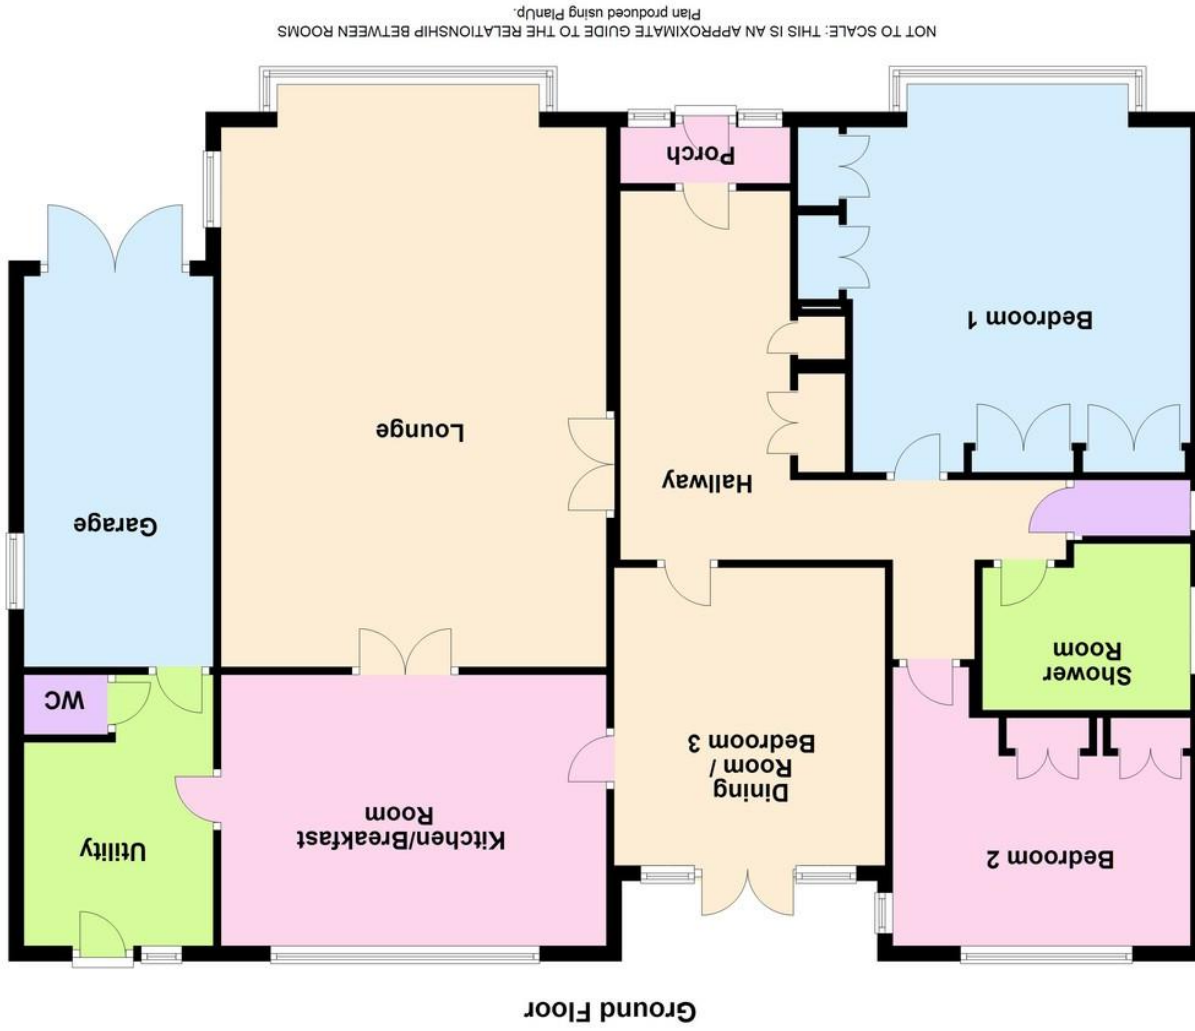 Ground Floor
Bedroom 2
Dining
Room /
Bedroom 3
Kitchen/Breakfast
Room
Utility
Shower
Room
WC
Hallway
Lounge
Garage
Bedroom 1
Porch
NOT TO SCALE: THIS IS AN APPROXIMATE GUIDE TO THE RELATIONSHIP BETWEEN ROOMS
Plan produced using PlanUp.